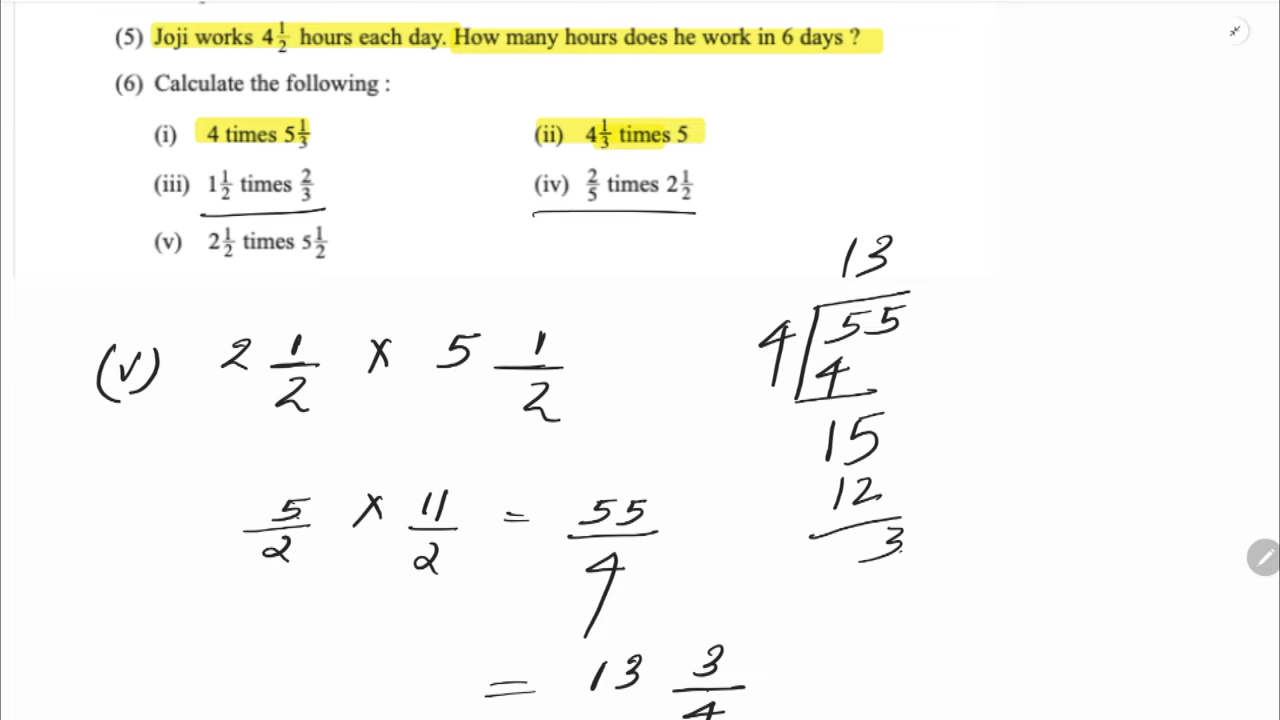 (5) Joji works 4 1/2 hours each day. How many hours does he work in 6 days ?
(6) Calculate the following :
(i) 4 times 5 1/3 (ii) 4 1/3 times 5
(iii) 1 1/2 times 2/3 (iv) 2/5 times 2 1/2
(v) 2 1/2 times 5 1/2
(v) 2 1/2 x 5 1/2
5/2 x 11/2 = 55/4
= 13 3/4
13
4 55
4
15
12
3